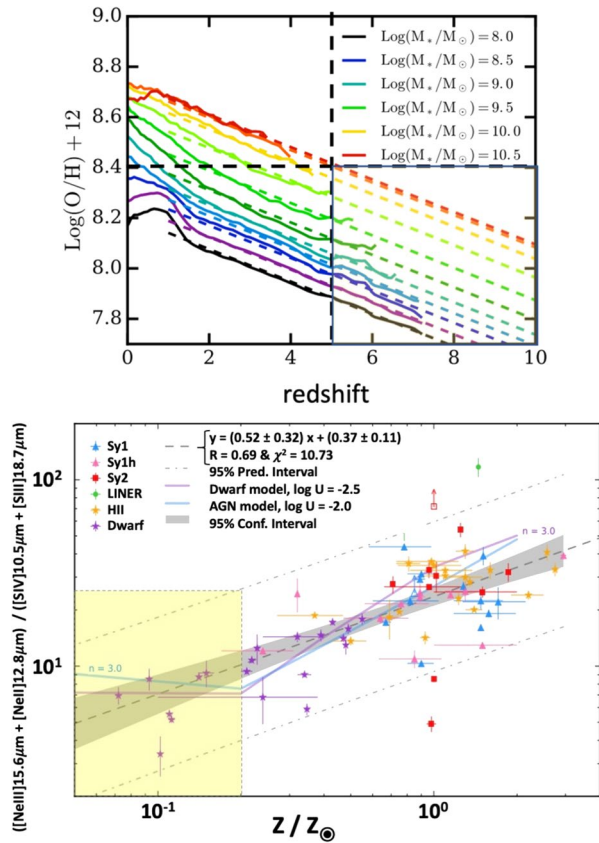 9.0
8.8
8.6
8.4
8.2
8.0
7.8
Log(O/H) + 12
Log(M*/M☉)=8.0
Log(M*/M☉)=8.5
Log(M*/M☉)=9.0
Log(M*/M☉)=9.5
Log(M*/M☉)=10.0
Log(M*/M☉)=10.5
0 2 4 6 8 10
redshift
([NeIII]15.6μm + [NeII]12.8μm) / ([SIV]10.5μm + [SIII]18.7μm)
10²
10¹
Sy1
Sy1h
Sy2
LINER
HII
Dwarf
y = (0.52 ± 0.32) x + (0.37 ± 0.11)
R = 0.69 & χ² = 10.73
95% Pred. Interval
Dwarf model, log U = -2.5
AGN model, log U = -2.0
95% Conf. Interval
n = 3.0
n = 3.0
10⁻¹ 10⁰
Z / Z☉